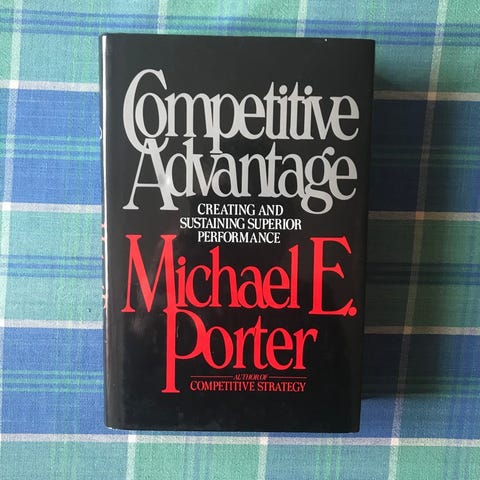 Competitive
Advantage
CREATING AND
SUSTAINING SUPERIOR
PERFORMANCE
Michael E.
Porter
AUTHOR OF
COMPETITIVE STRATEGY